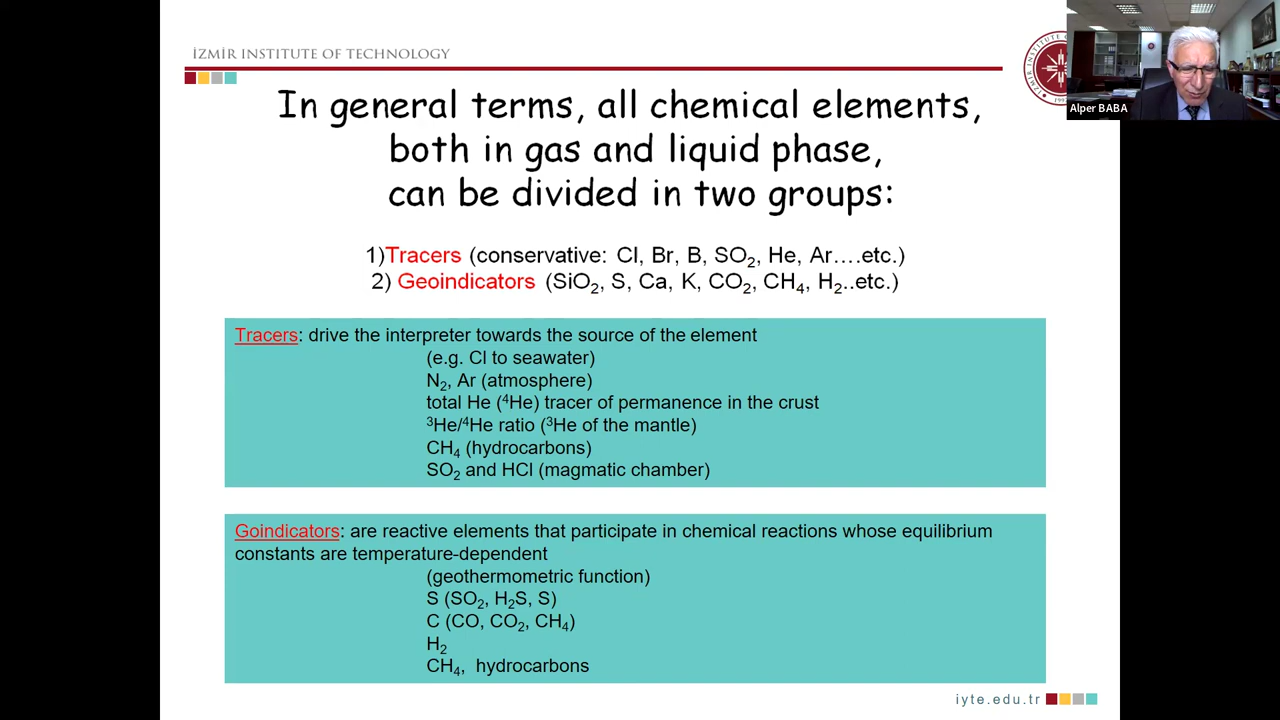 İZMİR INSTITUTE OF TECHNOLOGY
Alper BABA
In general terms, all chemical elements,
both in gas and liquid phase,
can be divided in two groups:
1)Tracers (conservative: Cl, Br, B, SO₂, He, Ar….etc.)
2) Geoindicators (SiO₂, S, Ca, K, CO₂, CH₄, H₂..etc.)
Tracers: drive the interpreter towards the source of the element
(e.g. Cl to seawater)
N₂, Ar (atmosphere)
total He (⁴He) tracer of permanence in the crust
³He/⁴He ratio (³He of the mantle)
CH₄ (hydrocarbons)
SO₂ and HCl (magmatic chamber)
Goindicators: are reactive elements that participate in chemical reactions whose equilibrium
constants are temperature-dependent
(geothermometric function)
S (SO₂, H₂S, S)
C (CO, CO₂, CH₄)
H₂
CH₄, hydrocarbons
iyte.edu.tr